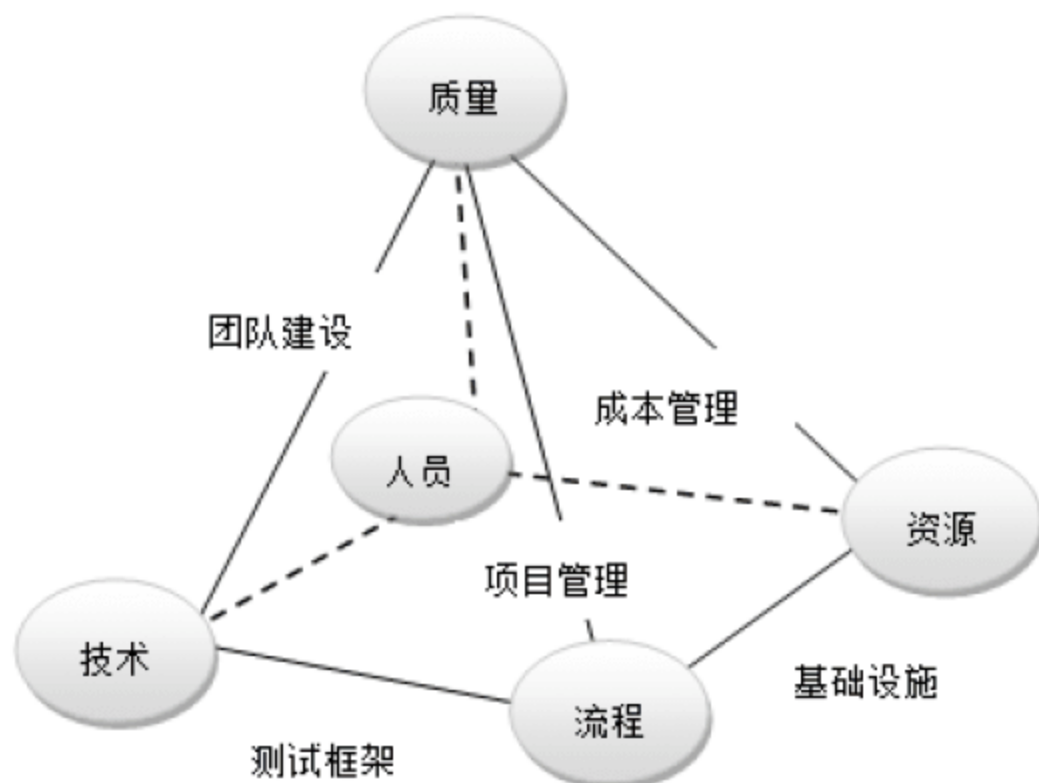 质量
团队建设
成本管理
人员
资源
项目管理
技术
基础设施
流程
测试框架